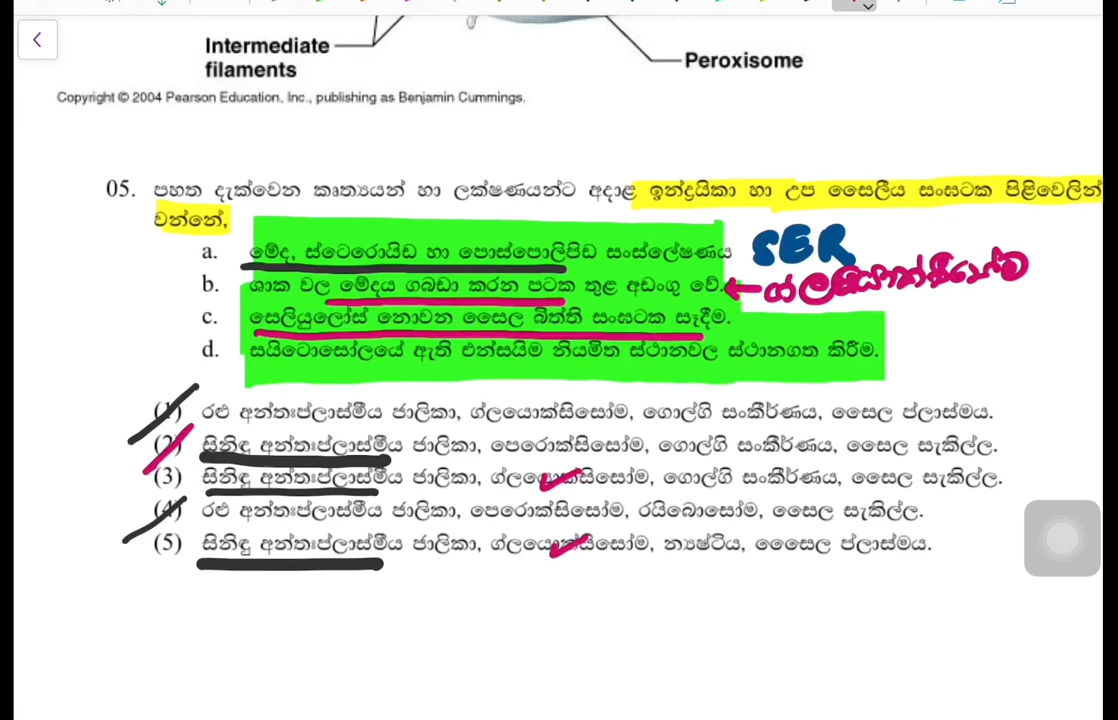 Intermediate
filaments
Peroxisome
Copyright © 2004 Pearson Education, Inc., publishing as Benjamin Cummings.
05. පහත දැක්වෙන කෘත්‍යයන් හා ලක්ෂණයන්ට අදාළ ඉන්ද්‍රයිකා හා උප සෛලීය සංඝටක පිළිවෙලින්
වන්නේ,
a. මේද, ස්ටෙරොයිඩ හා පොස්පොලිපිඩ සංස්ලේෂණය SER
b. ශාක වල මේදය ගබඩා කරන පටක තුළ අඩංගු වේ. ග්ලයොක්සිසෝම
c. සෙලියුලෝස් නොවන සෛල බිත්ති සංඝටක සෑදීම.
d. සයිටොසෝලයේ ඇති එන්සයිම නියමිත ස්ථානවල ස්ථානගත කිරීම.
(1) රළු අන්තඃප්ලාස්මීය ජාලිකා, ග්ලයොක්සිසෝම, ගොල්ගි සංකීර්ණය, සෛල ප්ලාස්මය.
(2) සිනිඳු අන්තඃප්ලාස්මීය ජාලිකා, පෙරොක්සිසෝම, ගොල්ගි සංකීර්ණය, සෛල සැකිල්ල.
(3) සිනිඳු අන්තඃප්ලාස්මීය ජාලිකා, ග්ලයොක්සිසෝම, ගොල්ගි සංකීර්ණය, සෛල සැකිල්ල.
(4) රළු අන්තඃප්ලාස්මීය ජාලිකා, පෙරොක්සිසෝම, රයිබොසෝම, සෛල සැකිල්ල.
(5) සිනිඳු අන්තඃප්ලාස්මීය ජාලිකා, ග්ලයොක්සිසෝම, න්‍යෂ්ටිය, සෛල ප්ලාස්මය.